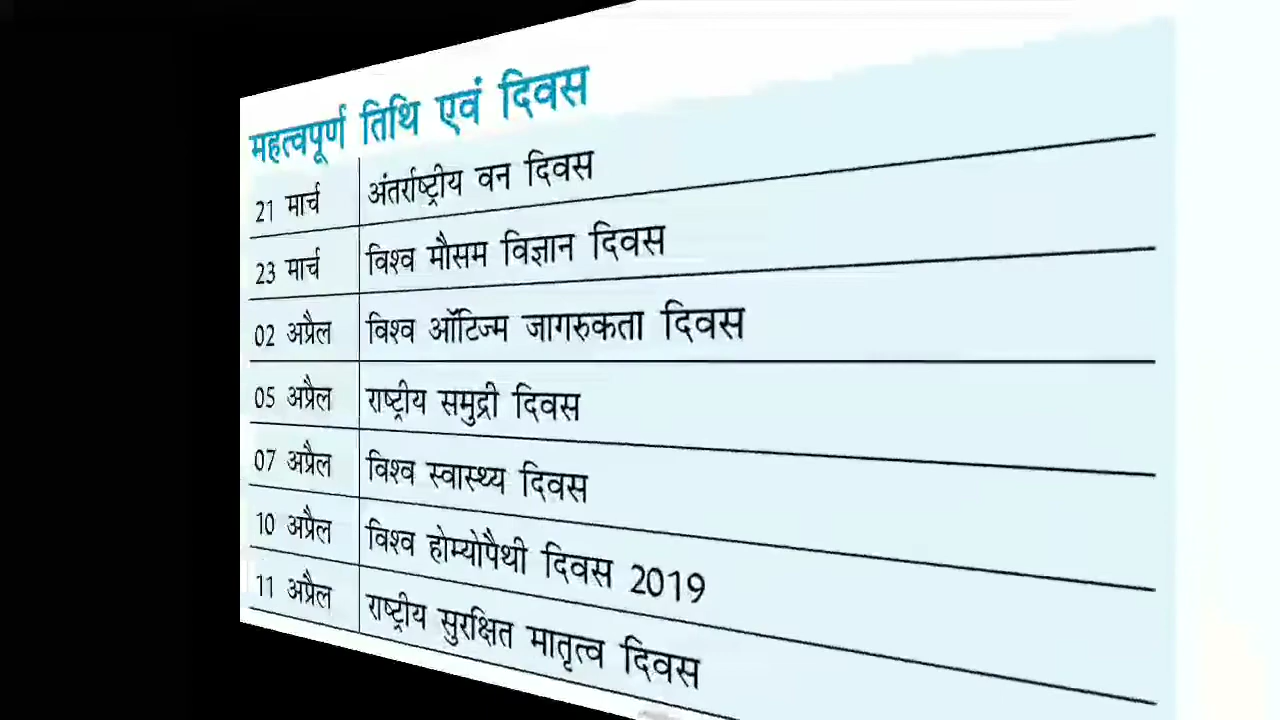 महत्वपूर्ण तिथि एवं दिवस
21 मार्च अंतर्राष्ट्रीय वन दिवस
23 मार्च विश्व मौसम विज्ञान दिवस
02 अप्रैल विश्व ऑटिज्म जागरुकता दिवस
05 अप्रैल राष्ट्रीय समुद्री दिवस
07 अप्रैल विश्व स्वास्थ्य दिवस
10 अप्रैल विश्व होम्योपैथी दिवस 2019
11 अप्रैल राष्ट्रीय सुरक्षित मातृत्व दिवस